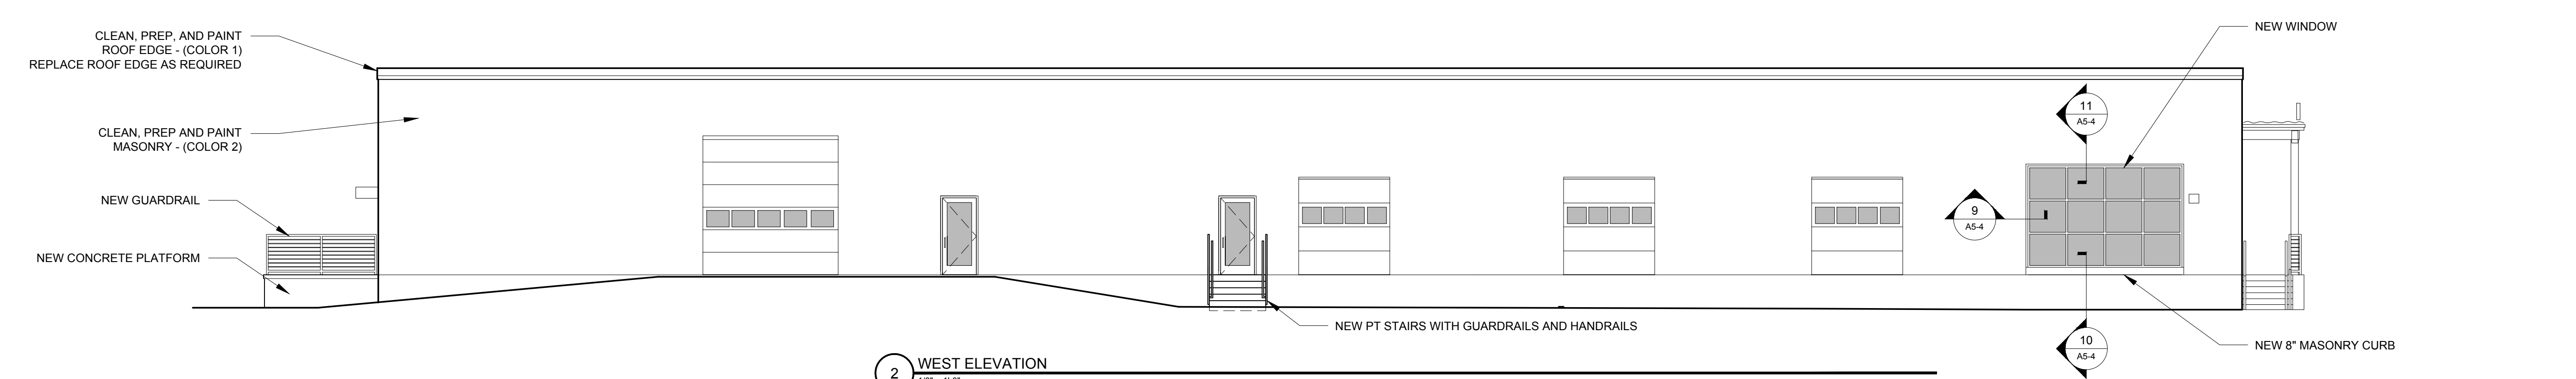 CLEAN, PREP, AND PAINT
ROOF EDGE - (COLOR 1)
REPLACE ROOF EDGE AS REQUIRED
CLEAN, PREP AND PAINT
MASONRY - (COLOR 2)
NEW GUARDRAIL
NEW CONCRETE PLATFORM
NEW WINDOW
11
A5-4
9
A5-4
NEW PT STAIRS WITH GUARDRAILS AND HANDRAILS
10
A5-4
NEW 8" MASONRY CURB
2
WEST ELEVATION